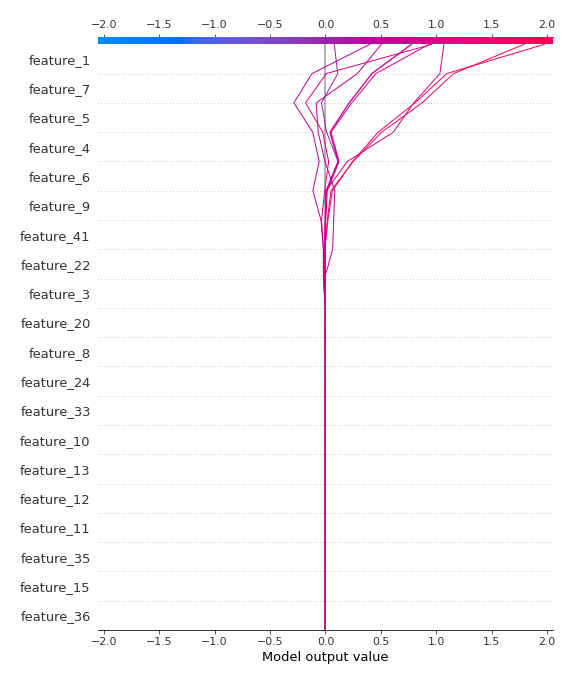 −2.0 −1.5 −1.0 −0.5 0.0 0.5 1.0 1.5 2.0
feature_1
feature_7
feature_5
feature_4
feature_6
feature_9
feature_41
feature_22
feature_3
feature_20
feature_8
feature_24
feature_33
feature_10
feature_13
feature_12
feature_11
feature_35
feature_15
feature_36
−2.0 −1.5 −1.0 −0.5 0.0 0.5 1.0 1.5 2.0
Model output value